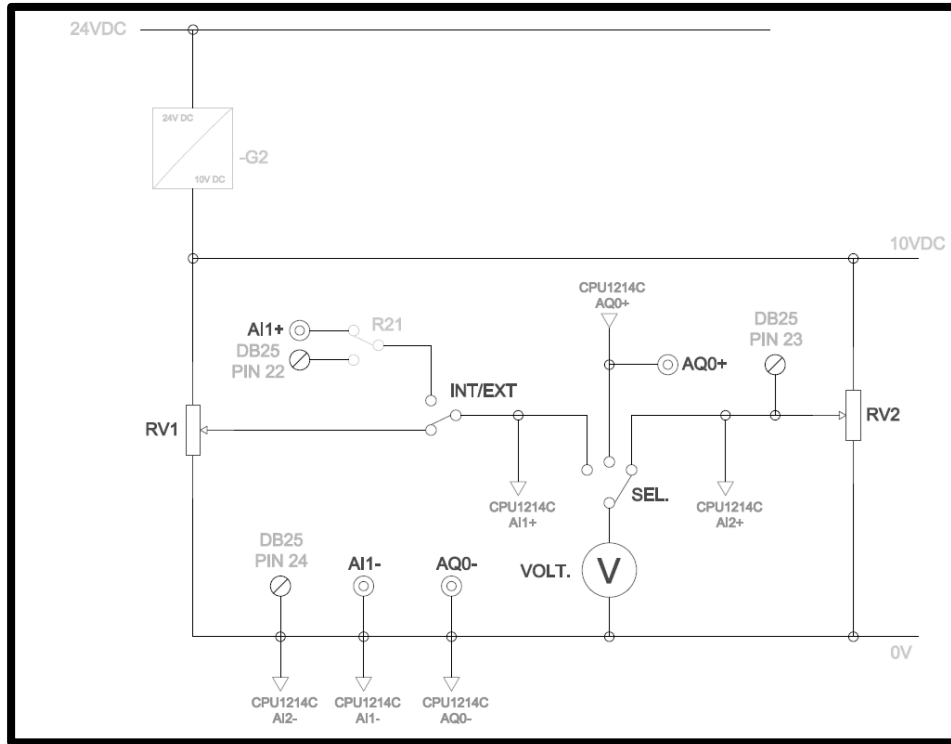 24VDC
24V DC
-G2
10V DC
10VDC
CPU1214C
AQ0+
AI1+
R21
DB25
PIN 22
DB25
PIN 23
AQ0+
INT/EXT
RV1
RV2
CPU1214C
AI1+
SEL.
CPU1214C
AI2+
DB25
PIN 24
AI1-
AQ0-
VOLT.
V
0V
CPU1214C
AI2-
CPU1214C
AI1-
CPU1214C
AQ0-